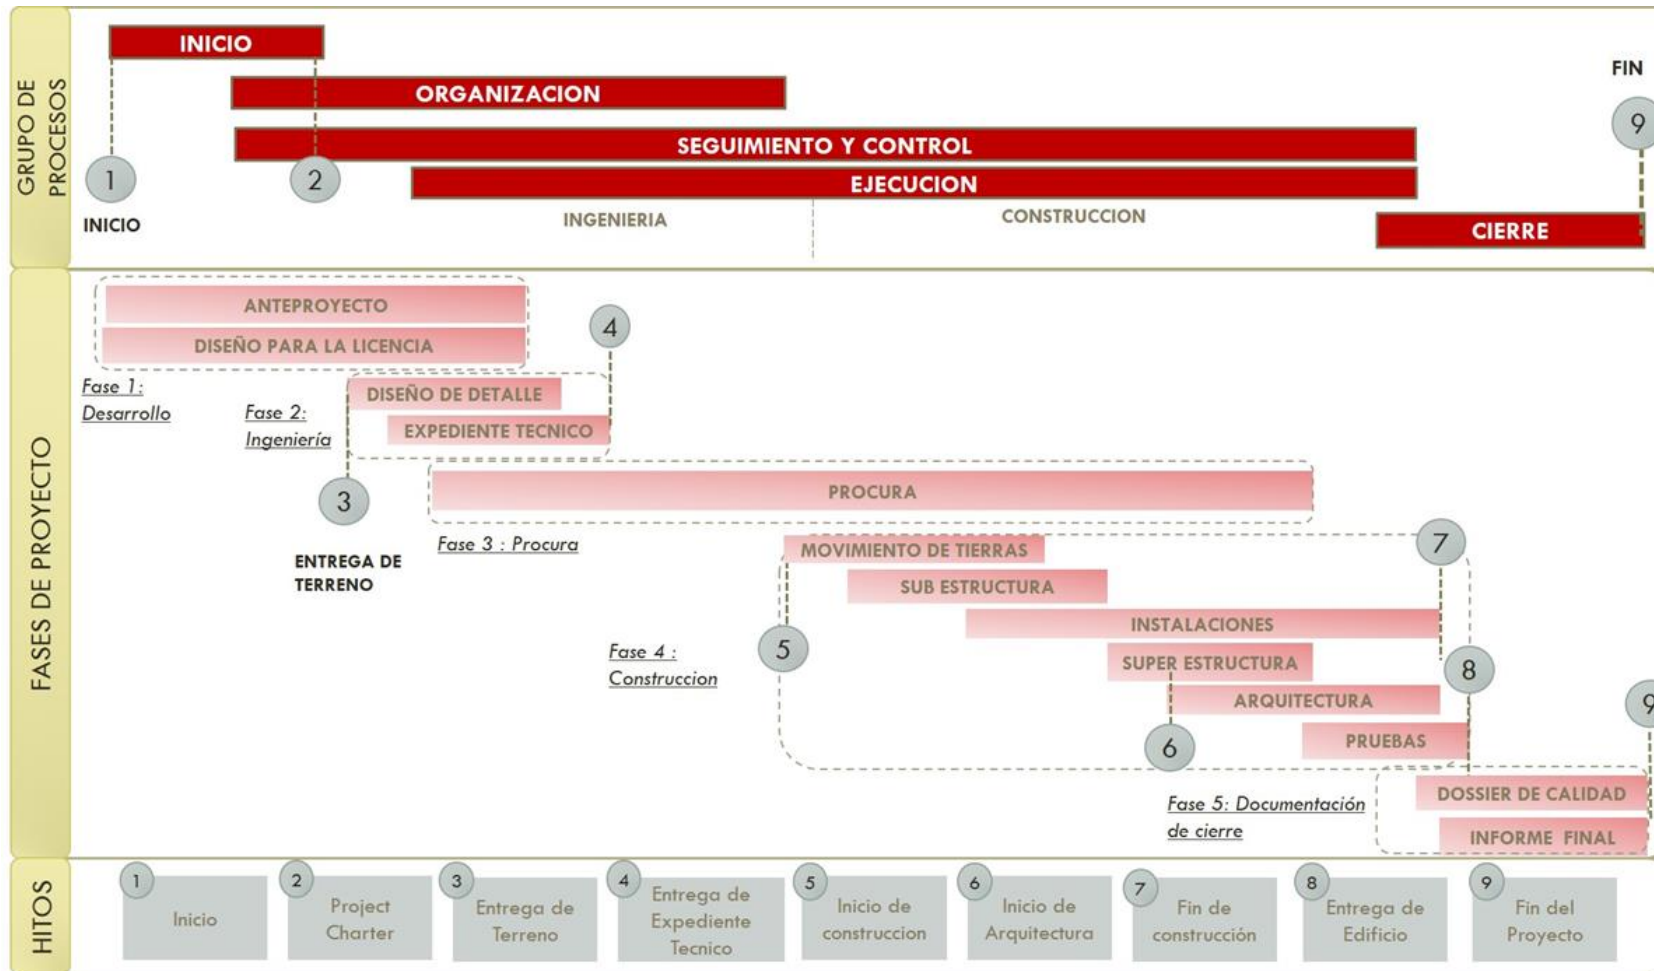 GRUPO DE
PROCESOS
INICIO
ORGANIZACION
SEGUIMIENTO Y CONTROL
EJECUCION
INGENIERIA
CONSTRUCCION
CIERRE
1
INICIO
2
FIN
9
FASES DE PROYECTO
ANTEPROYECTO
DISEÑO PARA LA LICENCIA
Fase 1:
Desarrollo
4
DISEÑO DE DETALLE
EXPEDIENTE TECNICO
Fase 2:
Ingeniería
3
ENTREGA DE
TERRENO
PROCURA
Fase 3 : Procura
MOVIMIENTO DE TIERRAS
SUB ESTRUCTURA
INSTALACIONES
SUPER ESTRUCTURA
ARQUITECTURA
PRUEBAS
5
Fase 4 :
Construccion
6
7
8
9
DOSSIER DE CALIDAD
INFORME FINAL
Fase 5: Documentación
de cierre
HITOS
1
Inicio
2
Project
Charter
3
Entrega de
Terreno
4
Entrega de
Expediente
Tecnico
5
Inicio de
construccion
6
Inicio de
Arquitectura
7
Fin de
construcción
8
Entrega de
Edificio
9
Fin del
Proyecto